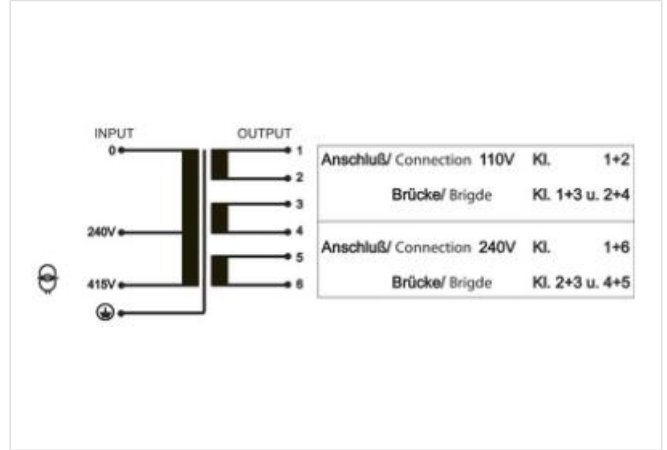 INPUT OUTPUT
0 1
2
3
240V 4
5
415V 6
Anschluß/ Connection 110V Kl. 1+2
Brücke/ Brigde Kl. 1+3 u. 2+4
Anschluß/ Connection 240V Kl. 1+6
Brücke/ Brigde Kl. 2+3 u. 4+5